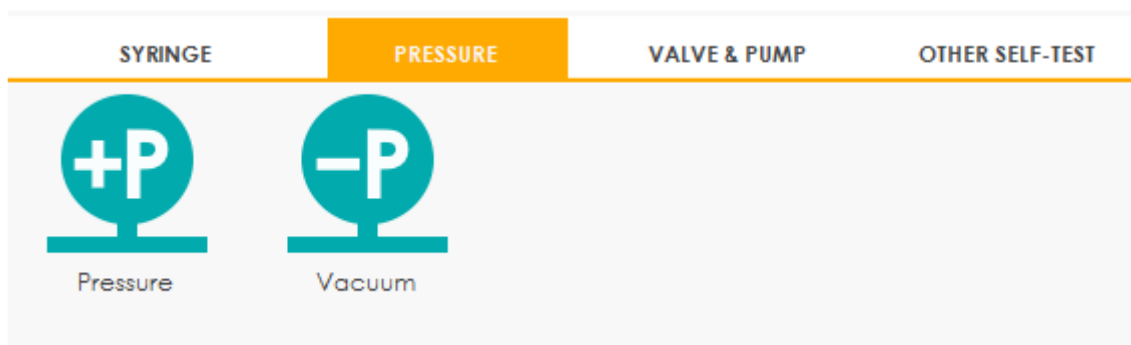 SYRINGE PRESSURE VALVE & PUMP OTHER SELF-TEST
+P -P
Pressure Vacuum